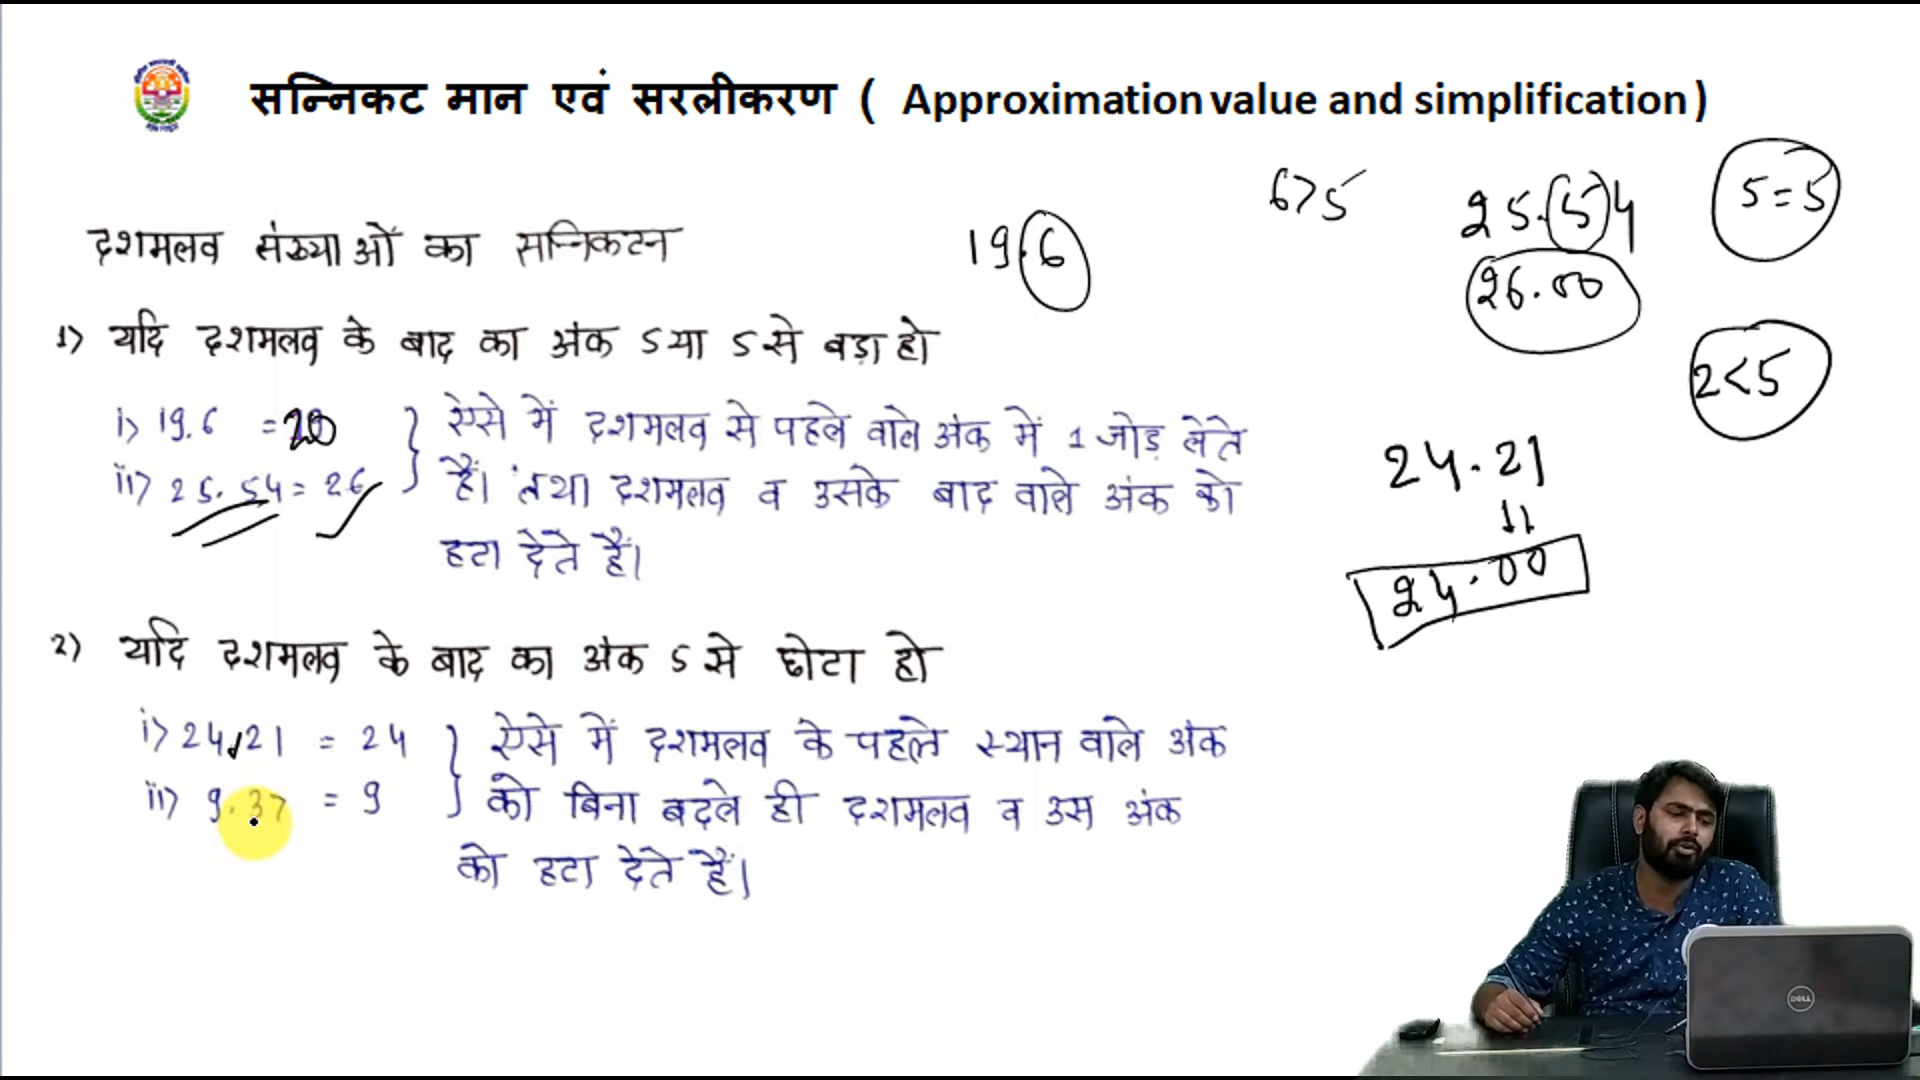 सन्निकट मान एवं सरलीकरण ( Approximation value and simplification)
दशमलव संख्याओं का सन्निकटन
1) यदि दशमलव के बाद का अंक 5 या 5 से बड़ा हो
i) 19.6 = 20
ii) 25.54 = 26
ऐसे में दशमलव से पहले वाले अंक में 1 जोड़ लेते
हैं। तथा दशमलव व उसके बाद वाले अंक को
हटा देते हैं।
2) यदि दशमलव के बाद का अंक 5 से छोटा हो
i) 24.21 = 24
ii) 9.37 = 9
ऐसे में दशमलव के पहले स्थान वाले अंक
को बिना बदले ही दशमलव व उस अंक
को हटा देते हैं।
19.6
6>5
25.54
26.00
5=5
2<5
24.21
24.00
DELL